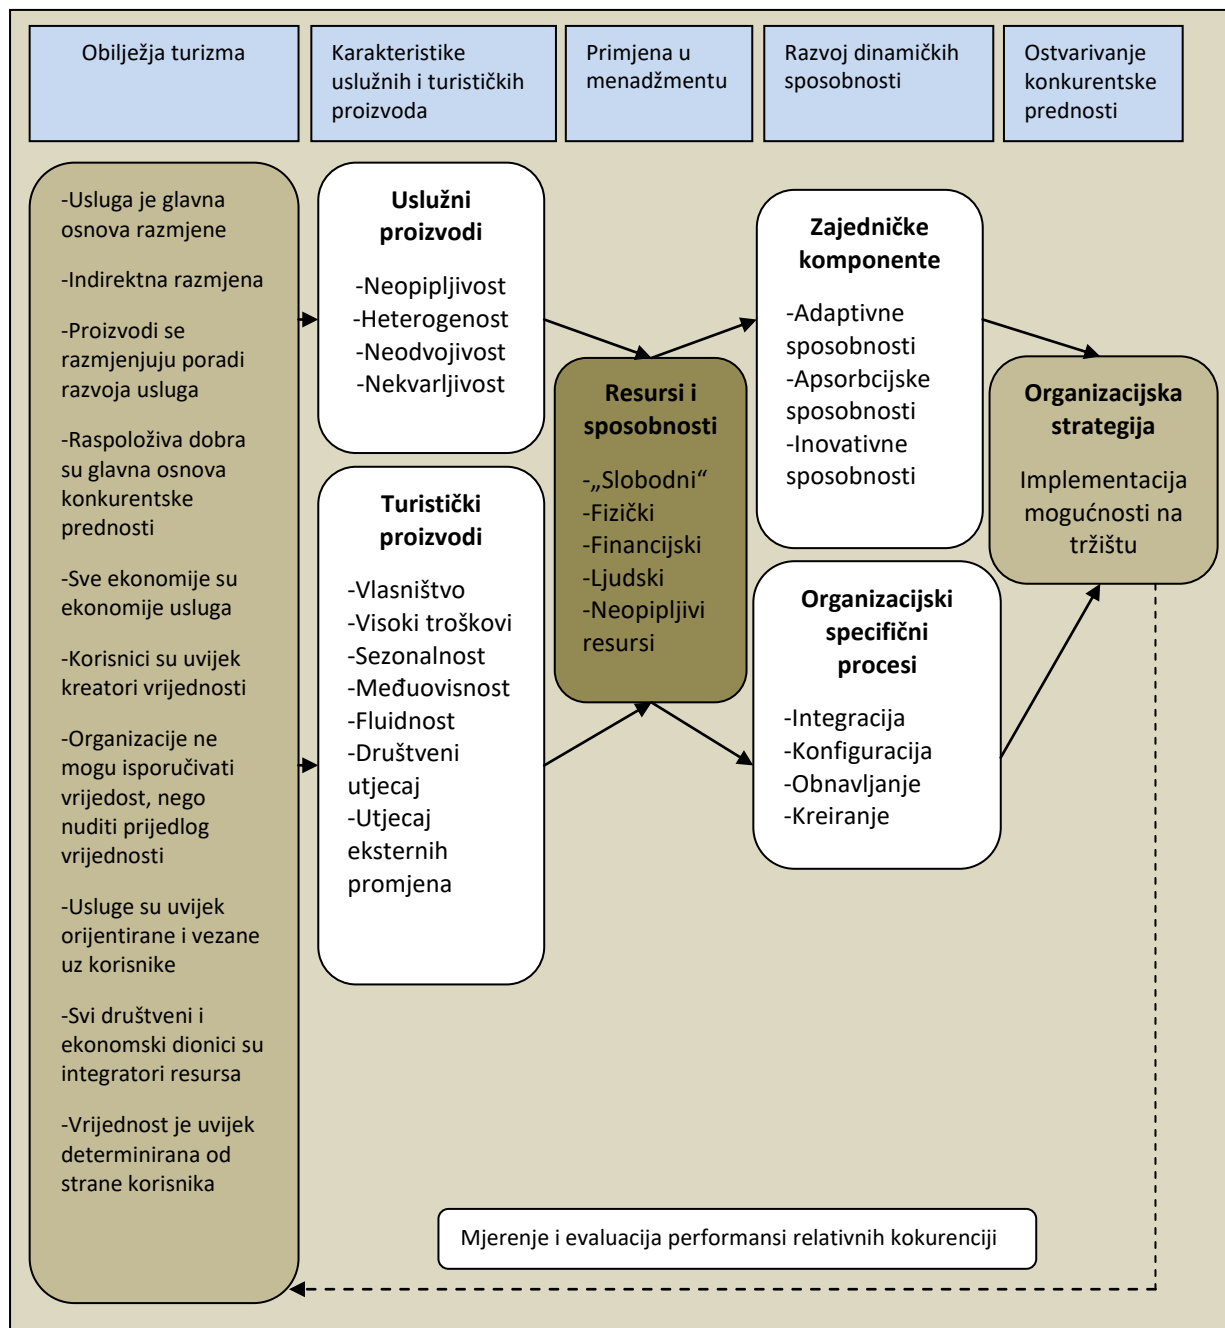 Obilježja turizma
Karakteristike
uslužnih i turističkih
proizvoda
Primjena u
menadžmentu
Razvoj dinamičkih
sposobnosti
Ostvarivanje
konkurentske
prednosti
-Usluga je glavna
osnova razmjene
-Indirektna razmjena
-Proizvodi se
razmjenjuju poradi
razvoja usluga
-Raspoloživa dobra
su glavna osnova
konkurentske
prednosti
-Sve ekonomije su
ekonomije usluga
-Korisnici su uvijek
kreatori vrijednosti
-Organizacije ne
mogu isporučivati
vrijedost, nego
nuditi prijedlog
vrijednosti
-Usluge su uvijek
orijentirane i vezane
uz korisnike
-Svi društveni i
ekonomski dionici su
integratori resursa
-Vrijednost je uvijek
determinirana od
strane korisnika
Uslužni
proizvodi
-Neopipljivost
-Heterogenost
-Neodvojivost
-Nekvarljivost
Turistički
proizvodi
-Vlasništvo
-Visoki troškovi
-Sezonalnost
-Međuovisnost
-Fluidnost
-Društveni
utjecaj
-Utjecaj
eksternih
promjena
Resursi i
sposobnosti
-„Slobodni“
-Fizički
-Financijski
-Ljudski
-Neopipljivi
resursi
Zajedničke
komponente
-Adaptivne
sposobnosti
-Apsorbcijske
sposobnosti
-Inovativne
sposobnosti
Organizacijski
specifični
procesi
-Integracija
-Konfiguracija
-Obnavljanje
-Kreiranje
Organizacijska
strategija
Implementacija
mogućnosti na
tržištu
Mjerenje i evaluacija performansi relativnih kokurenciji